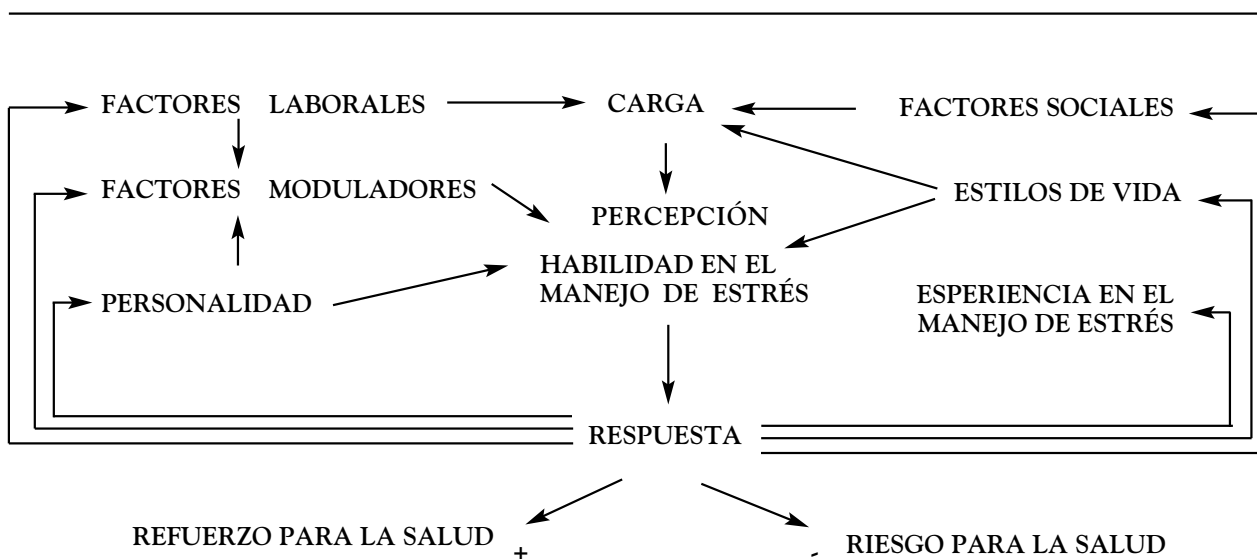 FACTORES LABORALES
CARGA
FACTORES SOCIALES
FACTORES MODULADORES
ESTILOS DE VIDA
PERCEPCIÓN
HABILIDAD EN EL
MANEJO DE ESTRÉS
PERSONALIDAD
ESPERIENCIA EN EL
MANEJO DE ESTRÉS
RESPUESTA
REFUERZO PARA LA SALUD
+
-
RIESGO PARA LA SALUD